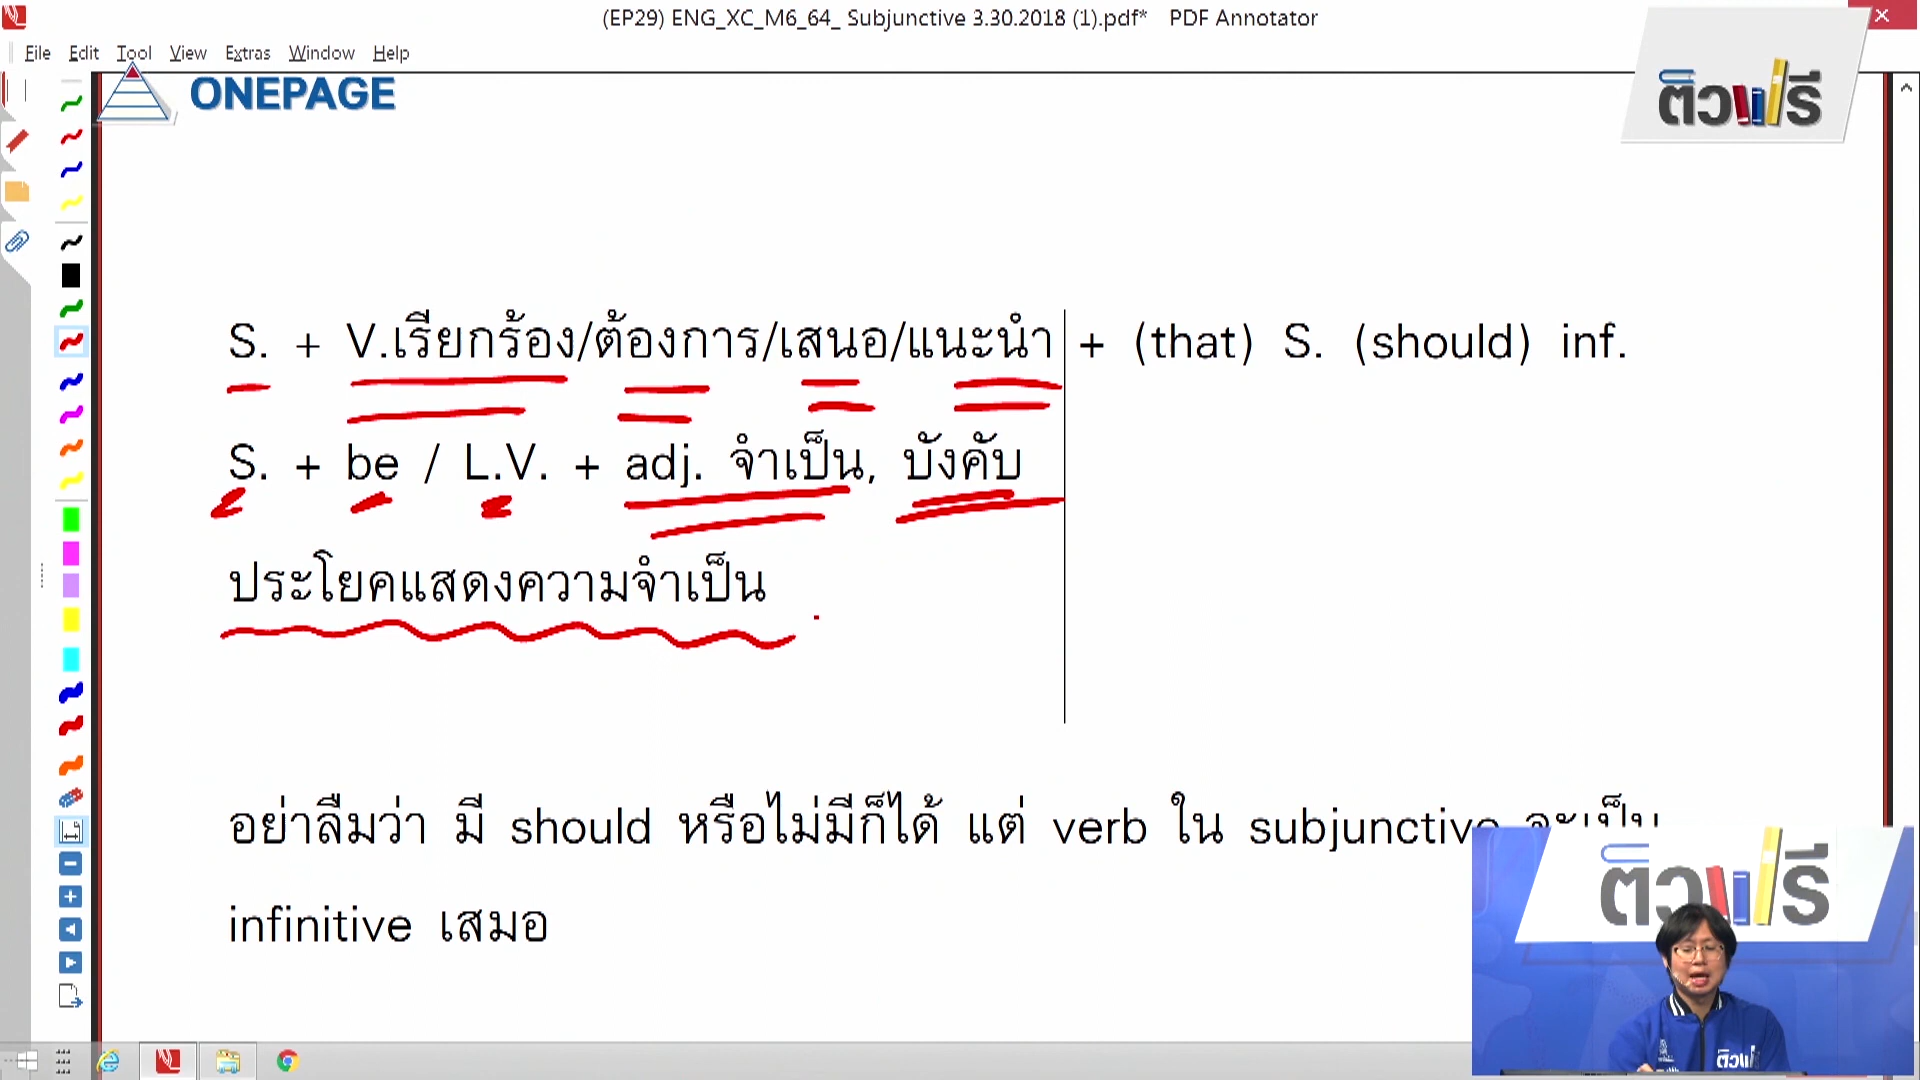 (EP29) ENG_XC_M6_64_ Subjunctive 3.30.2018 (1).pdf* PDF Annotator
File Edit Tool View Extras Window Help
ONEPAGE
ติวฟรี
S. + V.เรียกร้อง/ต้องการ/เสนอ/แนะนำ + (that) S. (should) inf.
S. + be / L.V. + adj. จำเป็น, บังคับ
ประโยคแสดงความจำเป็น
อย่าลืมว่า มี should หรือไม่มีก็ได้ แต่ verb ใน subjunctive จะเป็น
infinitive เสมอ
ติวฟรี